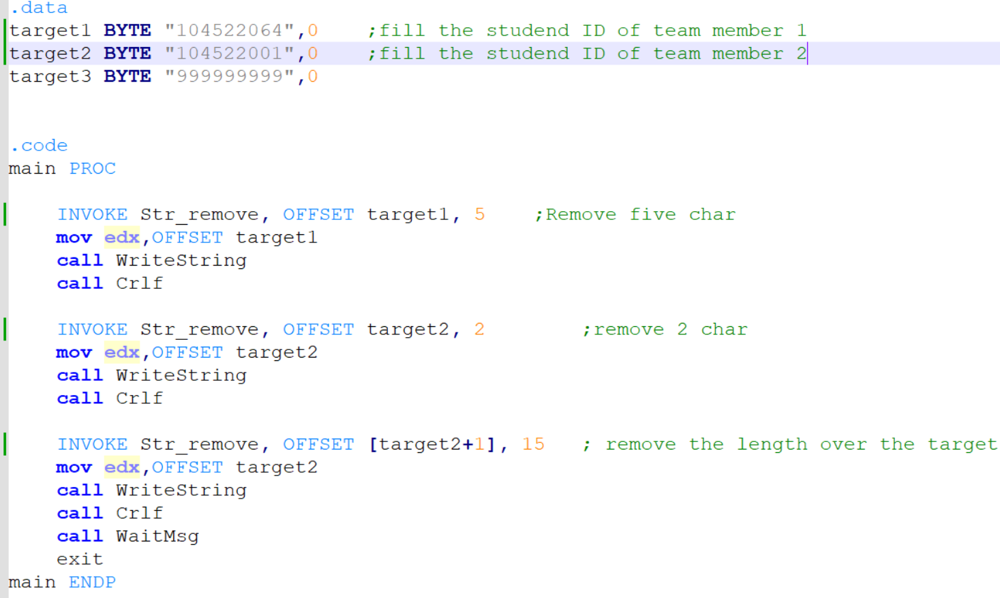 .data
target1 BYTE "104522064",0    ;fill the studend ID of team member 1
target2 BYTE "104522001",0    ;fill the studend ID of team member 2
target3 BYTE "999999999",0
.code
main PROC
INVOKE Str_remove, OFFSET target1, 5    ;Remove five char
mov edx,OFFSET target1
call WriteString
call Crlf
INVOKE Str_remove, OFFSET target2, 2        ;remove 2 char
mov edx,OFFSET target2
call WriteString
call Crlf
INVOKE Str_remove, OFFSET [target2+1], 15   ; remove the length over the target
mov edx,OFFSET target2
call WriteString
call Crlf
call WaitMsg
exit
main ENDP